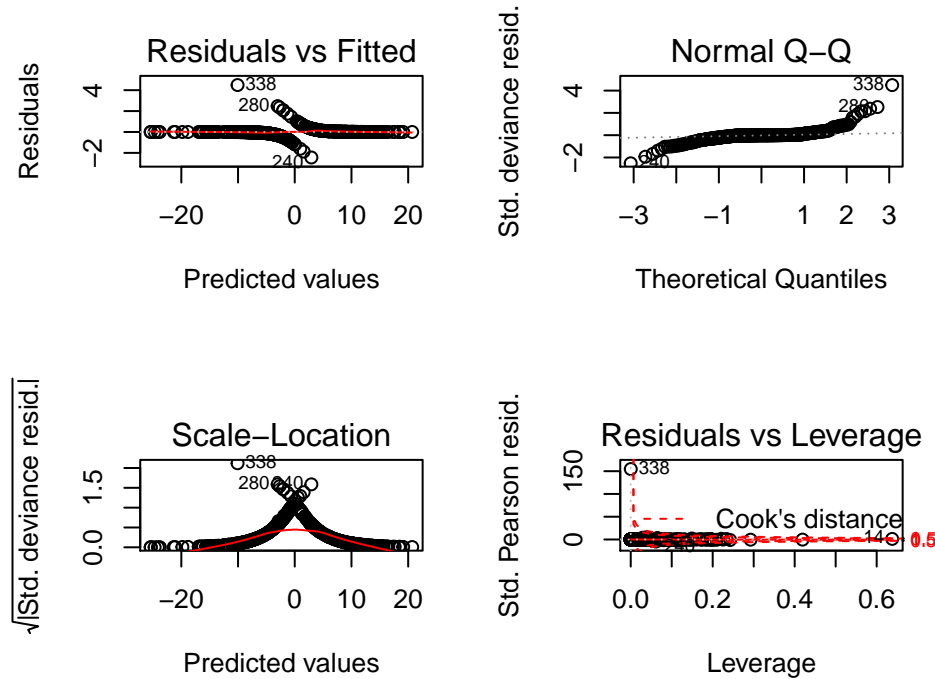 Residuals vs Fitted
Residuals
4
−2
338
280
240
−20
0
10
20
Predicted values
Normal Q−Q
Std. deviance resid.
4
−2
338
280
240
−3
−1
1
2
3
Theoretical Quantiles
Scale−Location
√|Std. deviance resid.|
1.5
0.0
338
280
240
−20
0
10
20
Predicted values
Residuals vs Leverage
Std. Pearson resid.
150
0
338
Cook's distance
14
240
0.5
0.0
0.2
0.4
0.6
Leverage